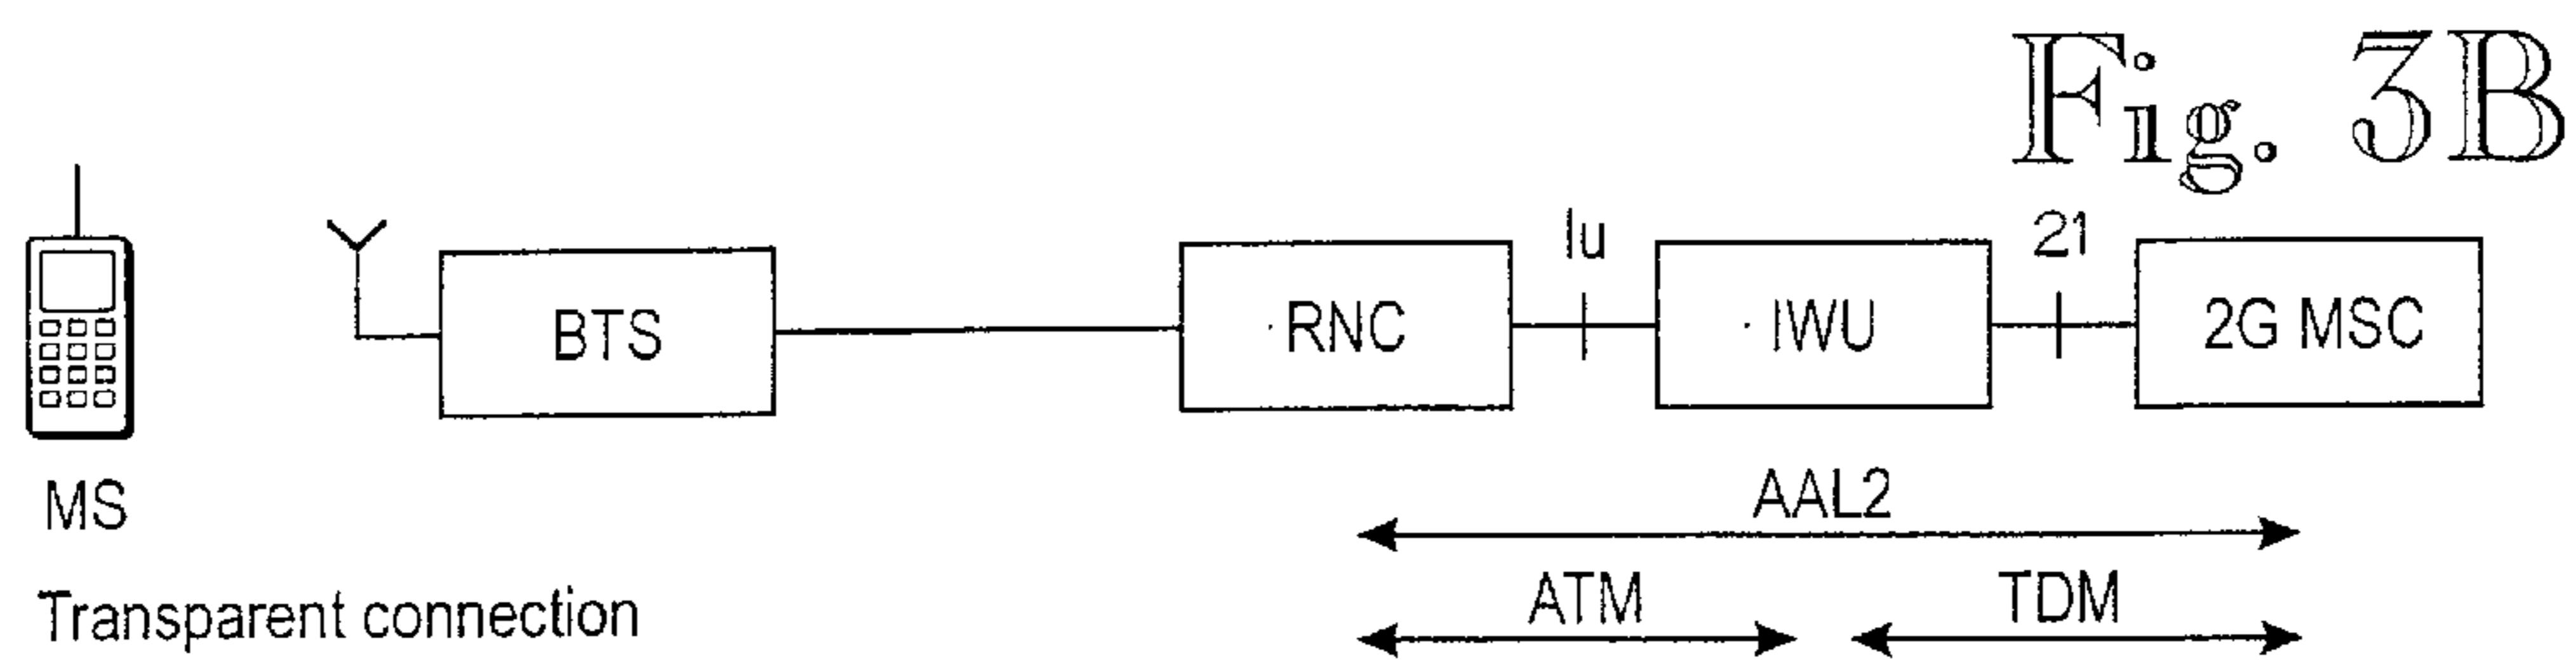 Fig. 3B
Iu
21
BTS
RNC
IWU
2G MSC
MS
AAL2
Transparent connection
ATM
TDM